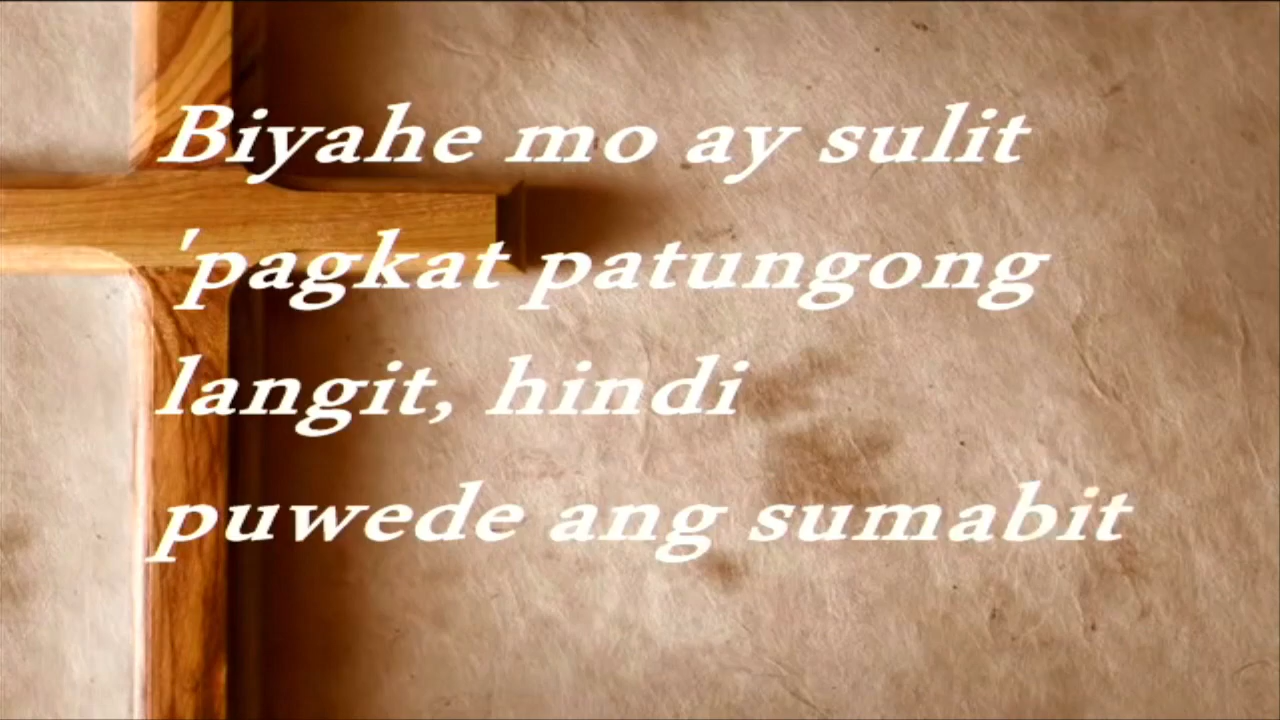 Biyahe mo ay sulit
'pagkat patungong
langit, hindi
puwede ang sumabit